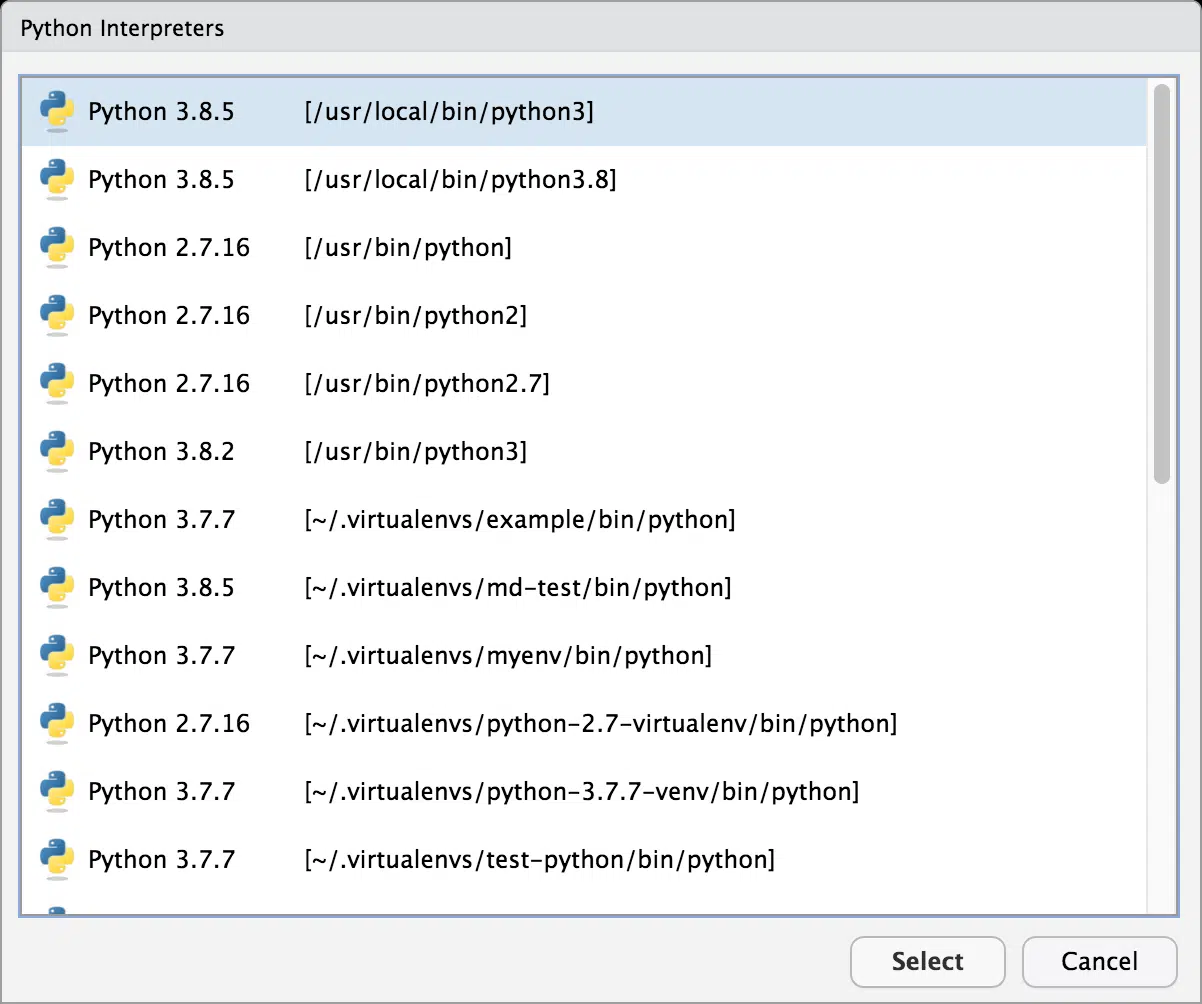 Python Interpreters
Python 3.8.5 [/usr/local/bin/python3]
Python 3.8.5 [/usr/local/bin/python3.8]
Python 2.7.16 [/usr/bin/python]
Python 2.7.16 [/usr/bin/python2]
Python 2.7.16 [/usr/bin/python2.7]
Python 3.8.2 [/usr/bin/python3]
Python 3.7.7 [~/.virtualenvs/example/bin/python]
Python 3.8.5 [~/.virtualenvs/md-test/bin/python]
Python 3.7.7 [~/.virtualenvs/myenv/bin/python]
Python 2.7.16 [~/.virtualenvs/python-2.7-virtualenv/bin/python]
Python 3.7.7 [~/.virtualenvs/python-3.7.7-venv/bin/python]
Python 3.7.7 [~/.virtualenvs/test-python/bin/python]
Select Cancel